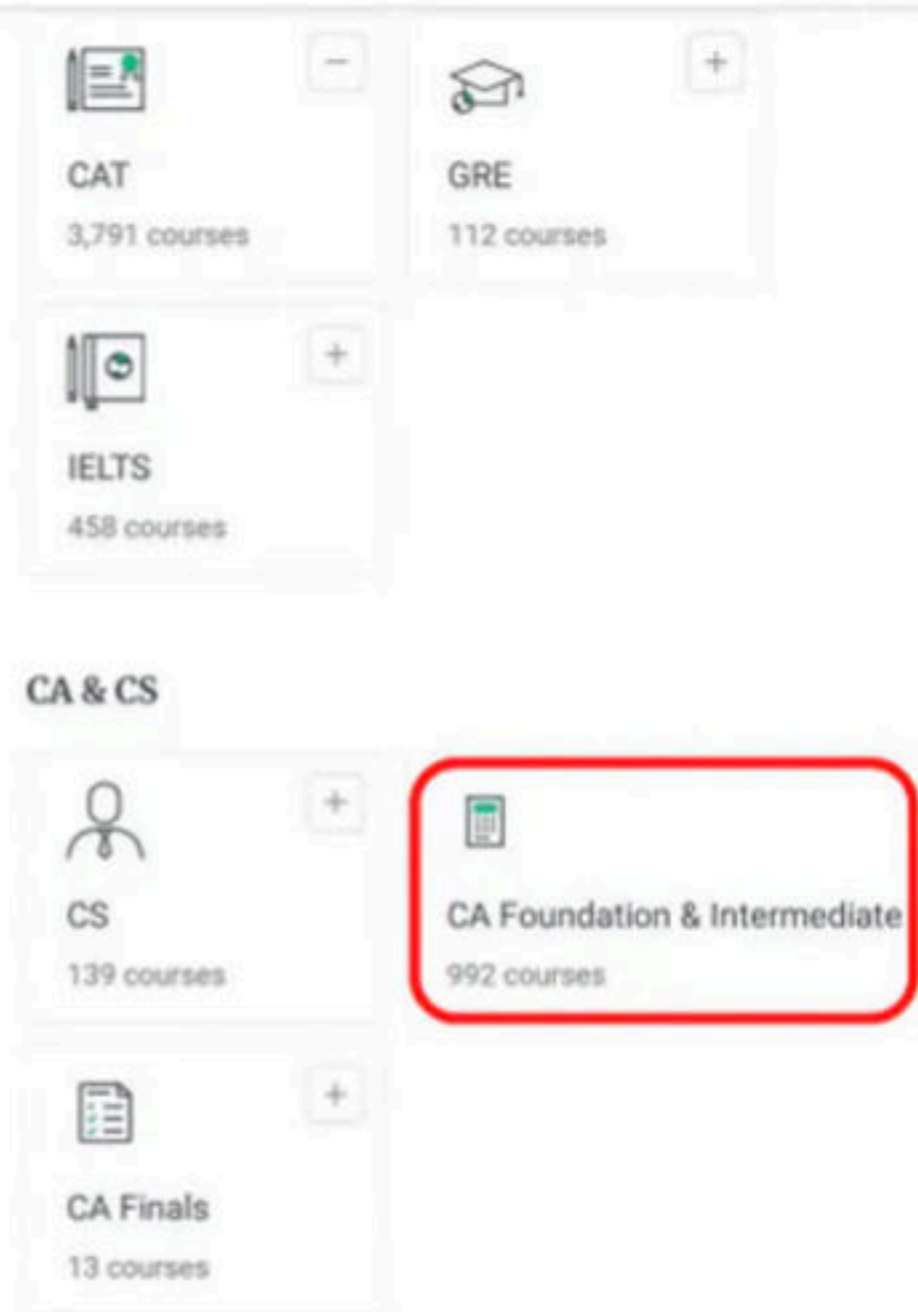 CAT
3,791 courses
GRE
112 courses
IELTS
458 courses
CA & CS
CS
139 courses
CA Foundation & Intermediate
992 courses
CA Finals
13 courses